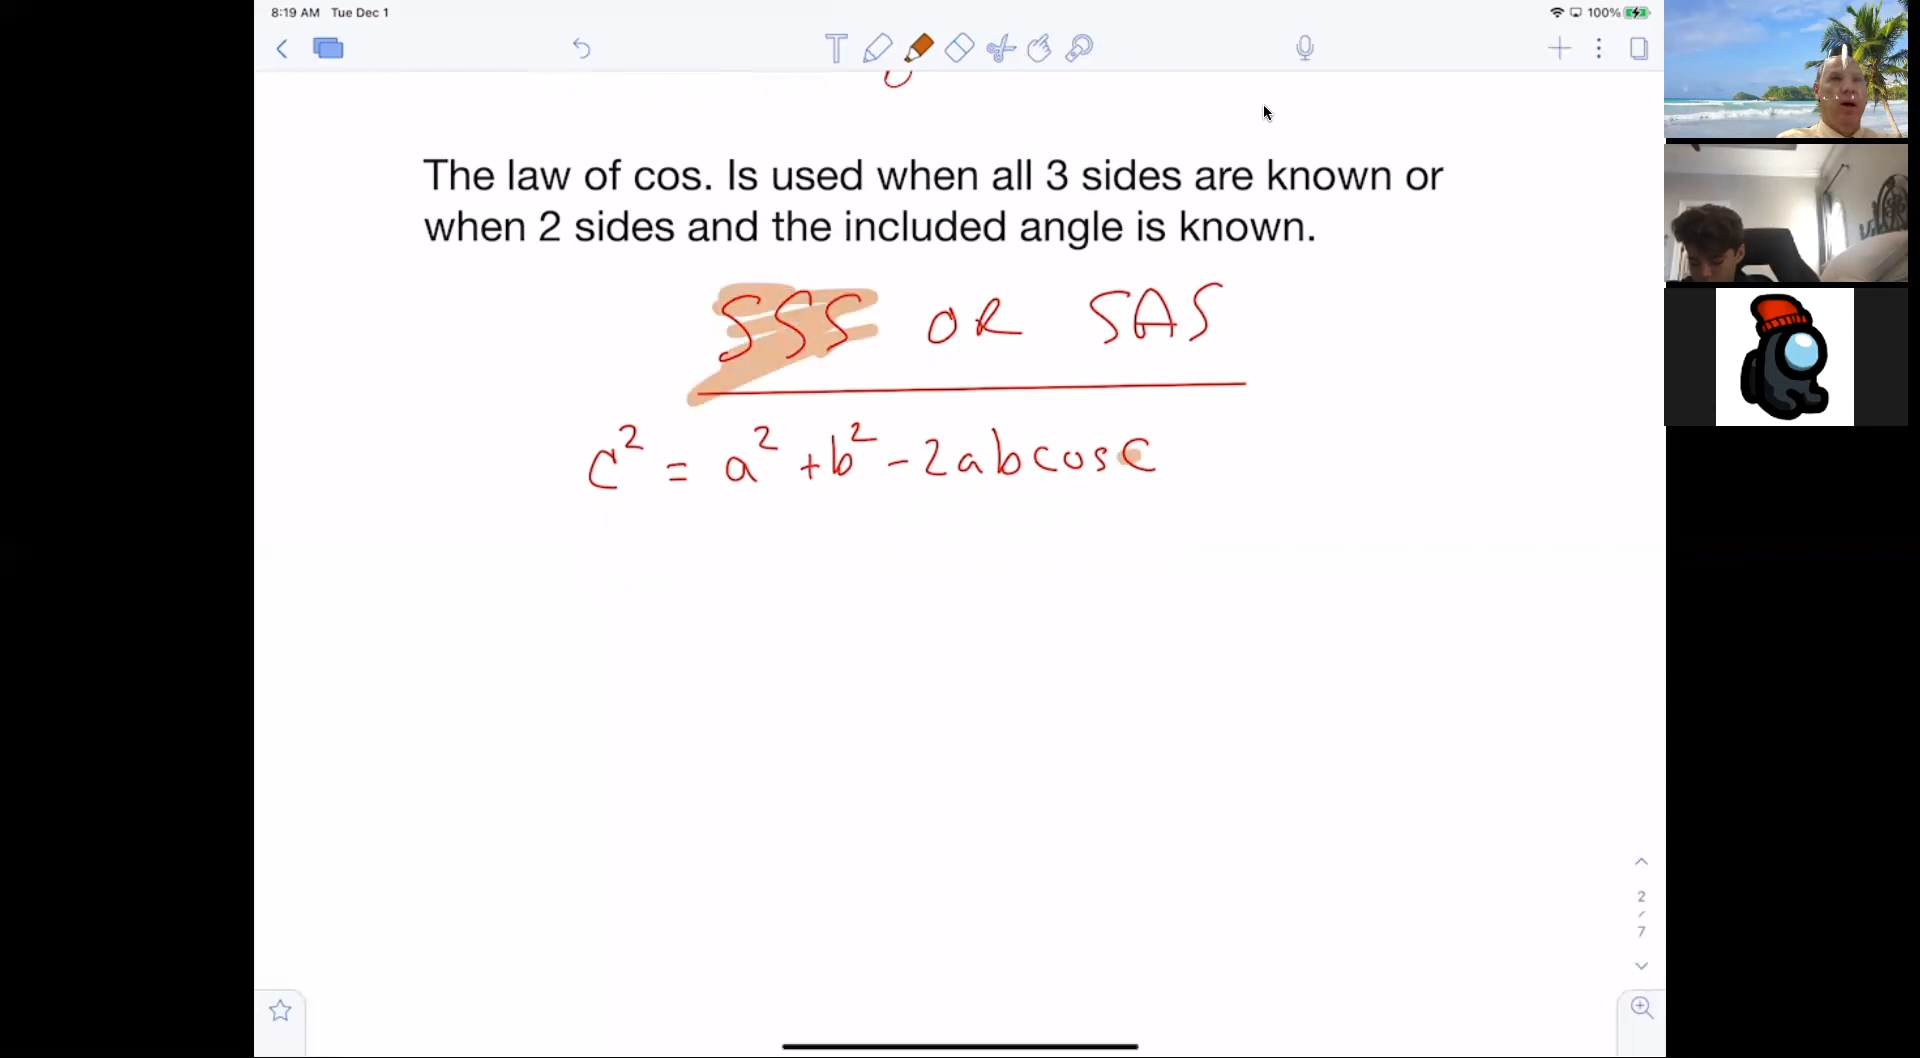 8:19 AM Tue Dec 1
100%
T
The law of cos. Is used when all 3 sides are known or
when 2 sides and the included angle is known.
SSS OR SAS
c² = a² + b² - 2abcosC
2
/
7